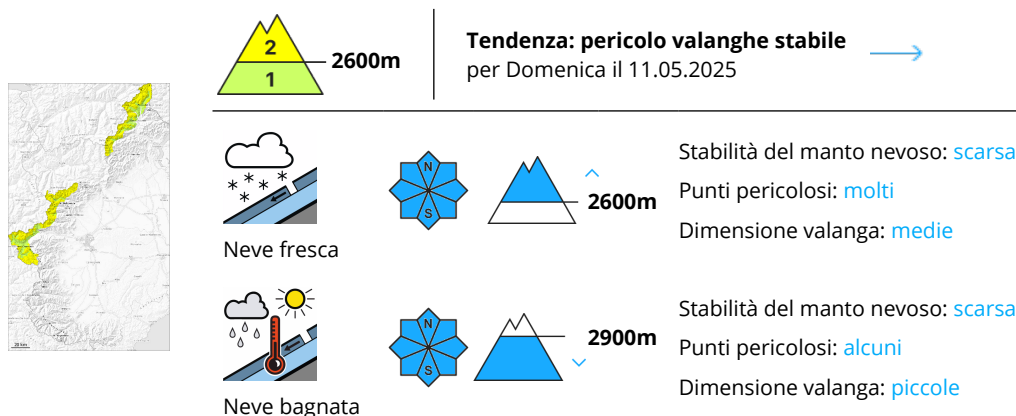 2
1
2600m
Tendenza: pericolo valanghe stabile
per Domenica il 11.05.2025
20 km
N
S
2600m
Stabilità del manto nevoso: scarsa
Punti pericolosi: molti
Dimensione valanga: medie
Neve fresca
N
S
2900m
Stabilità del manto nevoso: scarsa
Punti pericolosi: alcuni
Dimensione valanga: piccole
Neve bagnata